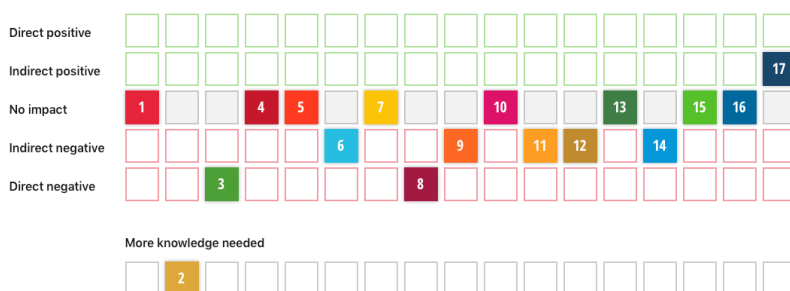 Direct positive
Indirect positive 17
No impact 1 4 5 7 10 13 15 16
Indirect negative 6 9 11 12 14
Direct negative 3 8
More knowledge needed
2